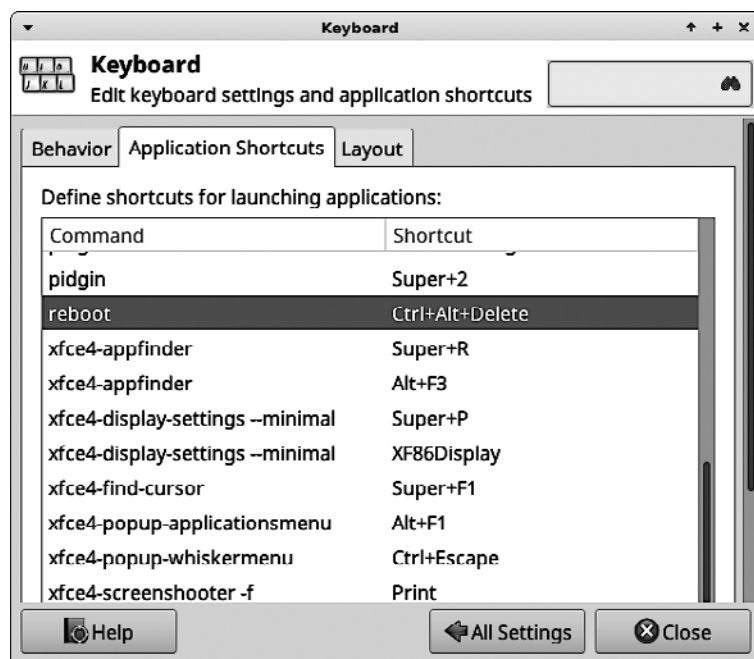 Keyboard
Keyboard
Edit keyboard settings and application shortcuts
Behavior Application Shortcuts Layout
Define shortcuts for launching applications:
Command Shortcut
pidgin Super+2
reboot Ctrl+Alt+Delete
xfce4-appfinder Super+R
xfce4-appfinder Alt+F3
xfce4-display-settings --minimal Super+P
xfce4-display-settings --minimal XF86Display
xfce4-find-cursor Super+F1
xfce4-popup-applicationsmenu Alt+F1
xfce4-popup-whiskermenu Ctrl+Escape
xfce4-screenshooter -f Print
Help All Settings Close